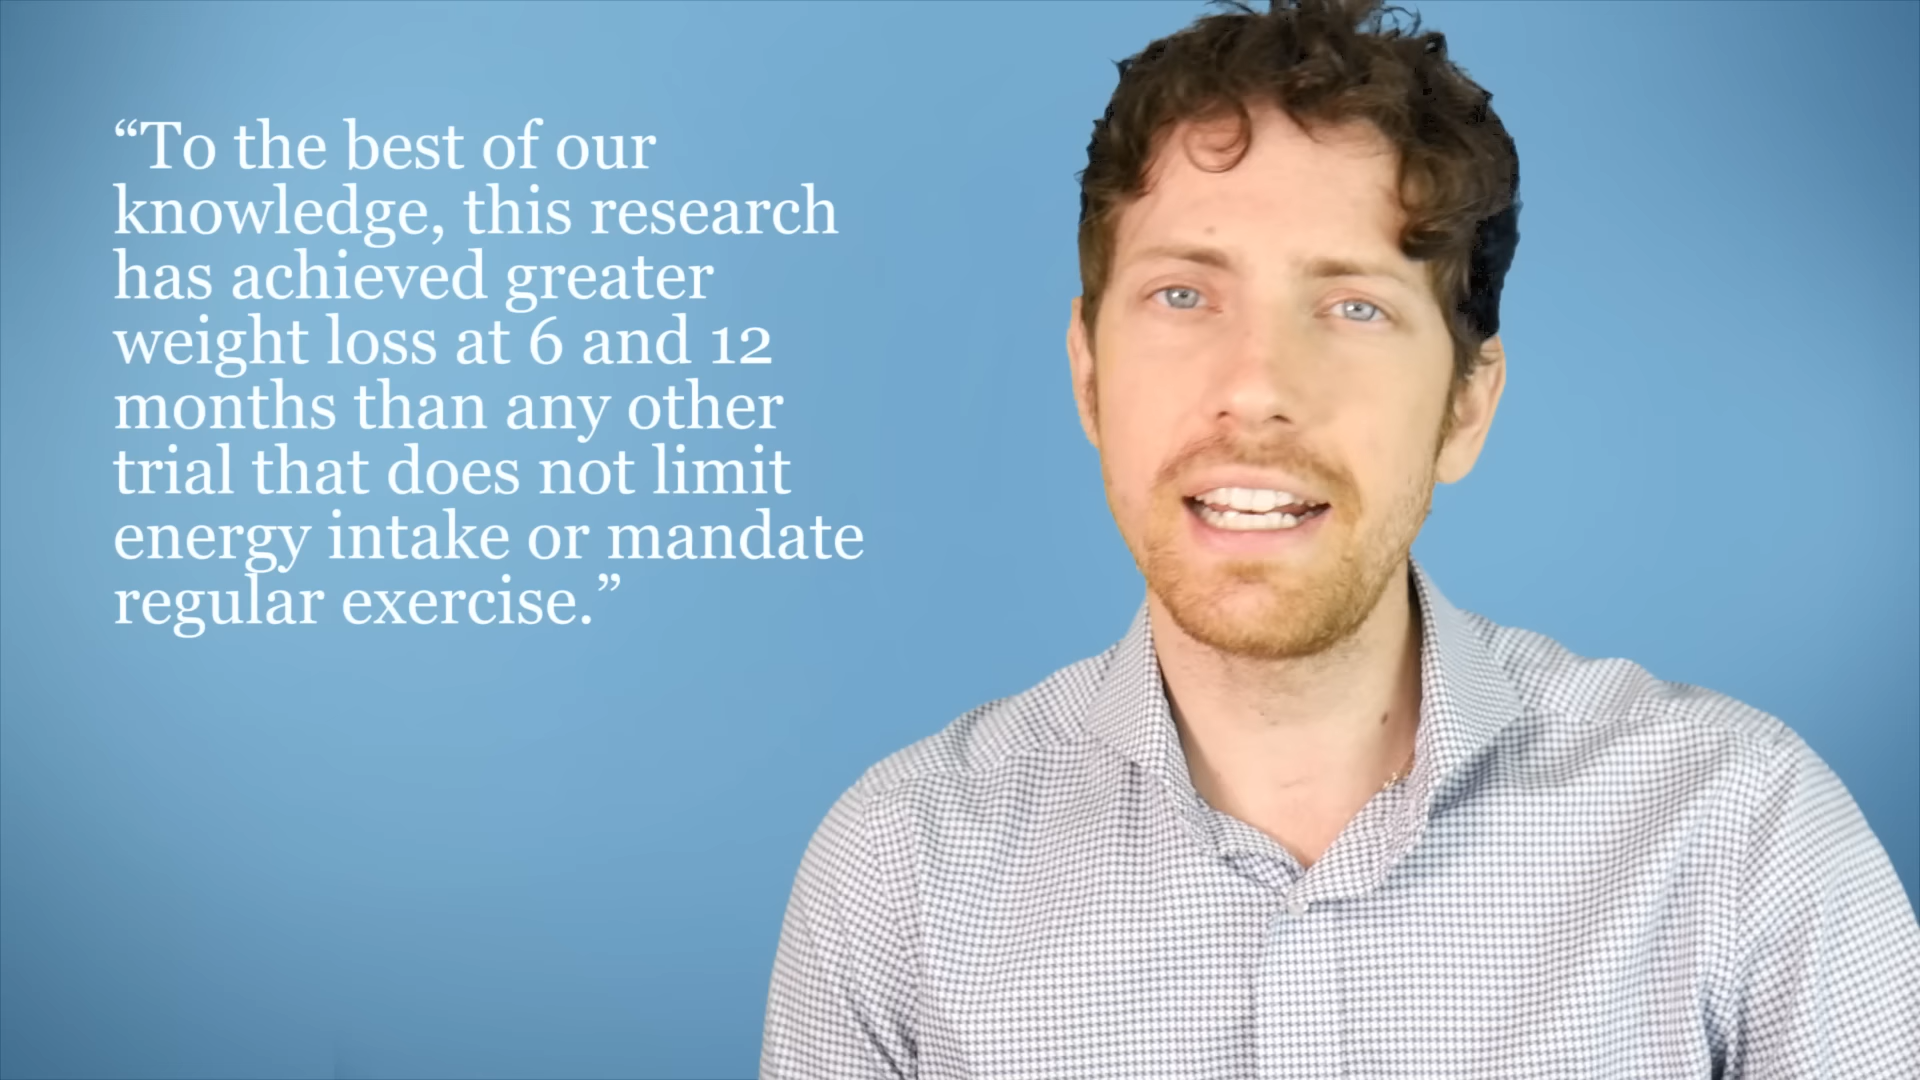 “To the best of our
knowledge, this research
has achieved greater
weight loss at 6 and 12
months than any other
trial that does not limit
energy intake or mandate
regular exercise.”